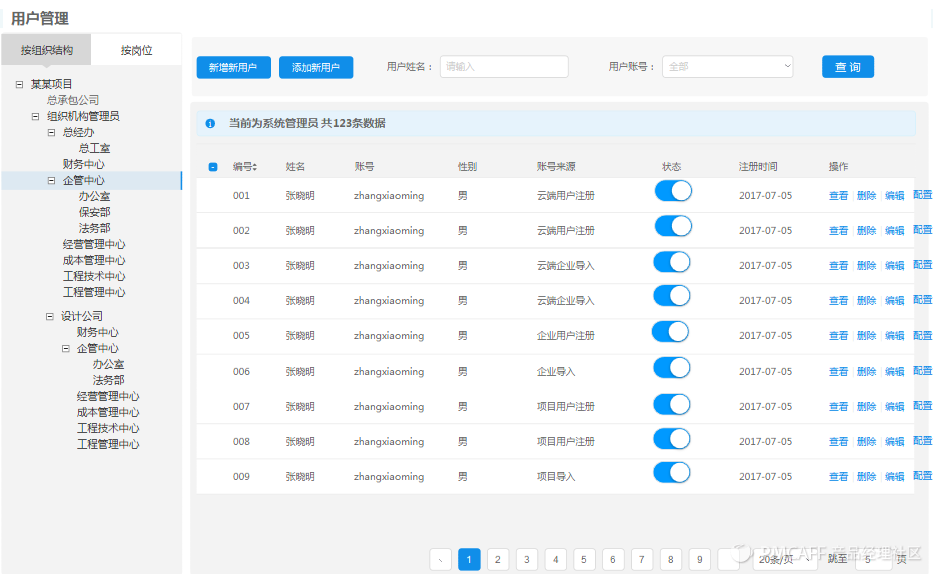 用户管理
按组织结构 按岗位
某某项目
总承包公司
组织机构管理员
总经办
总工室
财务中心
企管中心
办公室
保安部
法务部
经营管理中心
成本管理中心
工程技术中心
工程管理中心
设计公司
财务中心
企管中心
办公室
法务部
经营管理中心
成本管理中心
工程技术中心
工程管理中心
新增新用户 添加新用户 用户姓名： 请输入 用户账号： 全部 查 询
当前为系统管理员 共123条数据
编号 姓名 账号 性别 账号来源 状态 注册时间 操作
001 张晓明 zhangxiaoming 男 云端用户注册 2017-07-05 查看 删除 编辑 配置
002 张晓明 zhangxiaoming 男 云端用户注册 2017-07-05 查看 删除 编辑 配置
003 张晓明 zhangxiaoming 男 云端企业导入 2017-07-05 查看 删除 编辑 配置
004 张晓明 zhangxiaoming 男 云端企业导入 2017-07-05 查看 删除 编辑 配置
005 张晓明 zhangxiaoming 男 企业用户注册 2017-07-05 查看 删除 编辑 配置
006 张晓明 zhangxiaoming 男 企业导入 2017-07-05 查看 删除 编辑 配置
007 张晓明 zhangxiaoming 男 项目用户注册 2017-07-05 查看 删除 编辑 配置
008 张晓明 zhangxiaoming 男 项目用户注册 2017-07-05 查看 删除 编辑 配置
009 张晓明 zhangxiaoming 男 项目导入 2017-07-05 查看 删除 编辑 配置
1 2 3 4 5 6 7 8 9 20条/页 跳至 5 页
PMCAFF 产品经理社区